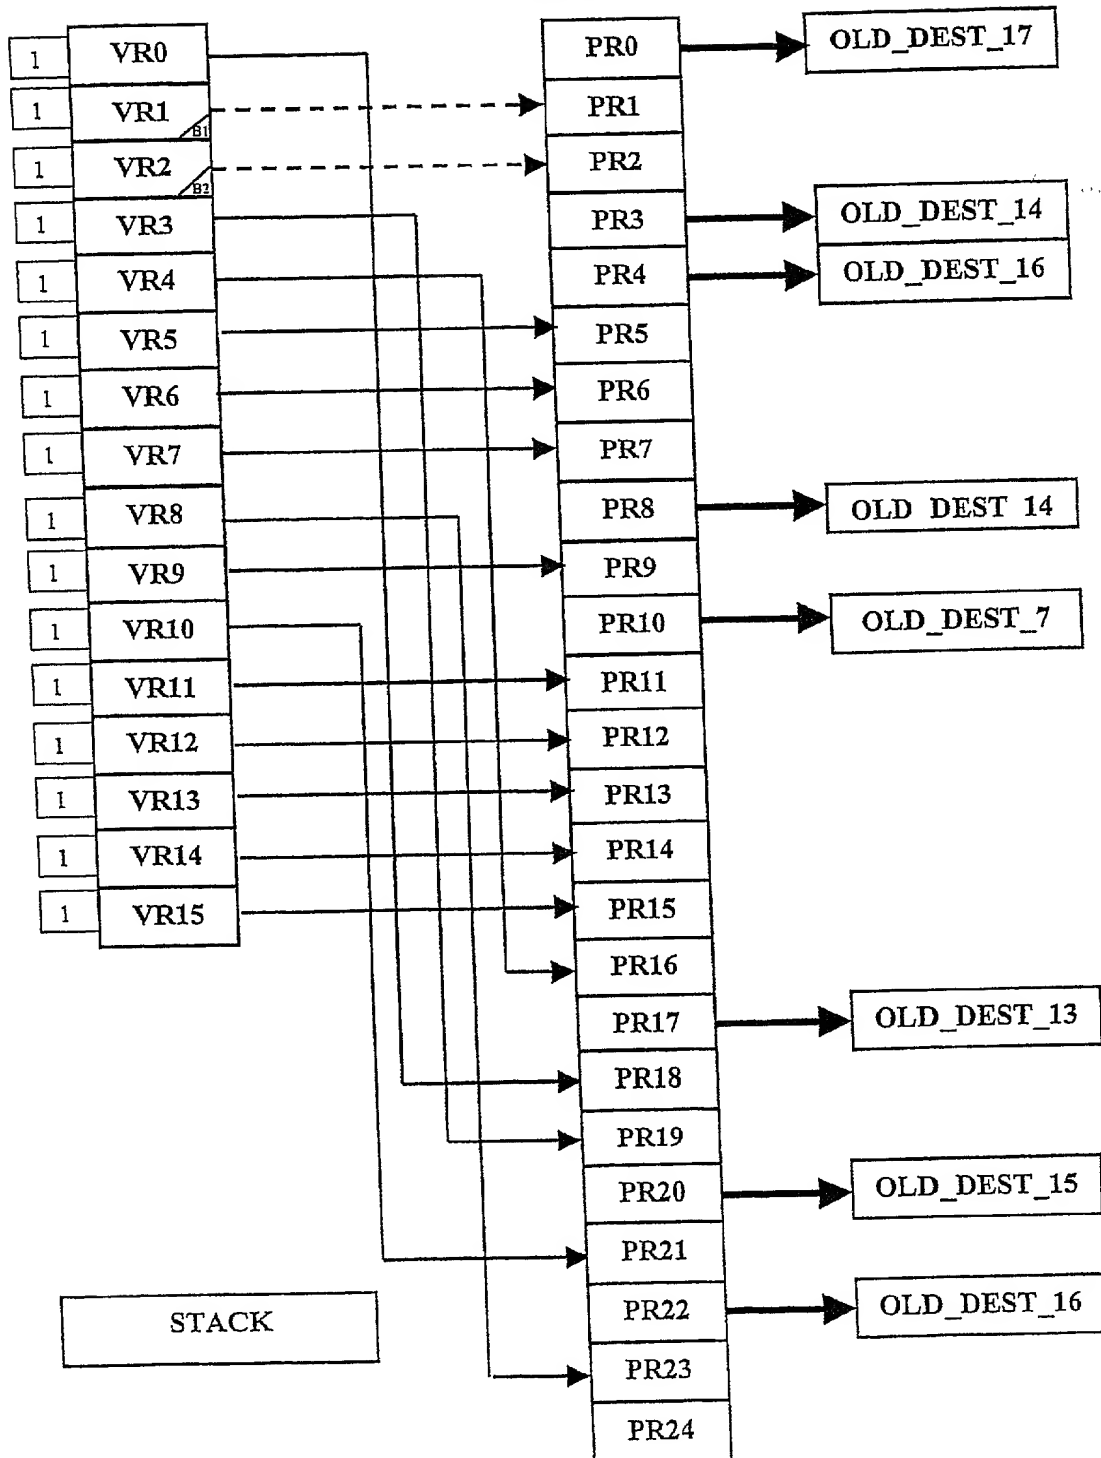 1 VR0
1 VR1 B1
1 VR2 B2
1 VR3
1 VR4
1 VR5
1 VR6
1 VR7
1 VR8
1 VR9
1 VR10
1 VR11
1 VR12
1 VR13
1 VR14
1 VR15
STACK
PR0 OLD_DEST_17
PR1
PR2
PR3 OLD_DEST_14
PR4 OLD_DEST_16
PR5
PR6
PR7
PR8 OLD DEST 14
PR9
PR10 OLD_DEST_7
PR11
PR12
PR13
PR14
PR15
PR16
PR17 OLD_DEST_13
PR18
PR19
PR20 OLD_DEST_15
PR21
PR22 OLD_DEST_16
PR23
PR24